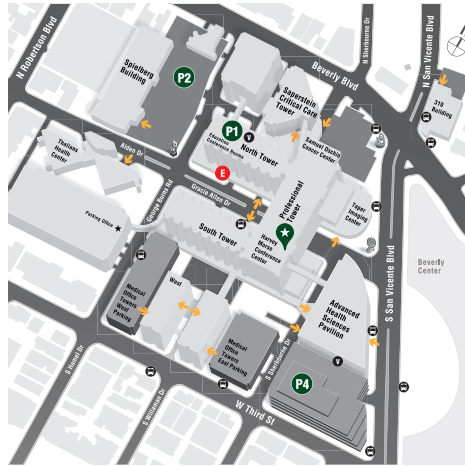 N Robertson Blvd
Spielberg
Building
P2
Beverly Blvd
N Sherbourne Dr
N San Vicente Blvd
Saperstein
Critical Care
Tower
318
Building
P1
V
Education
Conference Rooms
North Tower
Samuel Oschin
Cancer Center
Thalians
Health
Center
Alden Dr
E
Gracie Allen Dr
George Burns Rd
Professional
Tower
Taper
Imaging
Center
Parking Office
South Tower
Harvey
Morse
Conference
Center
S San Vicente Blvd
Beverly
Center
Medical
Office
Towers
West
Parking
West
Advanced
Health
Sciences
Pavilion
Medical
Office
Towers
East Parking
V
S Hamel Dr
S Willaman Dr
S Sherbourne Dr
P4
W Third St